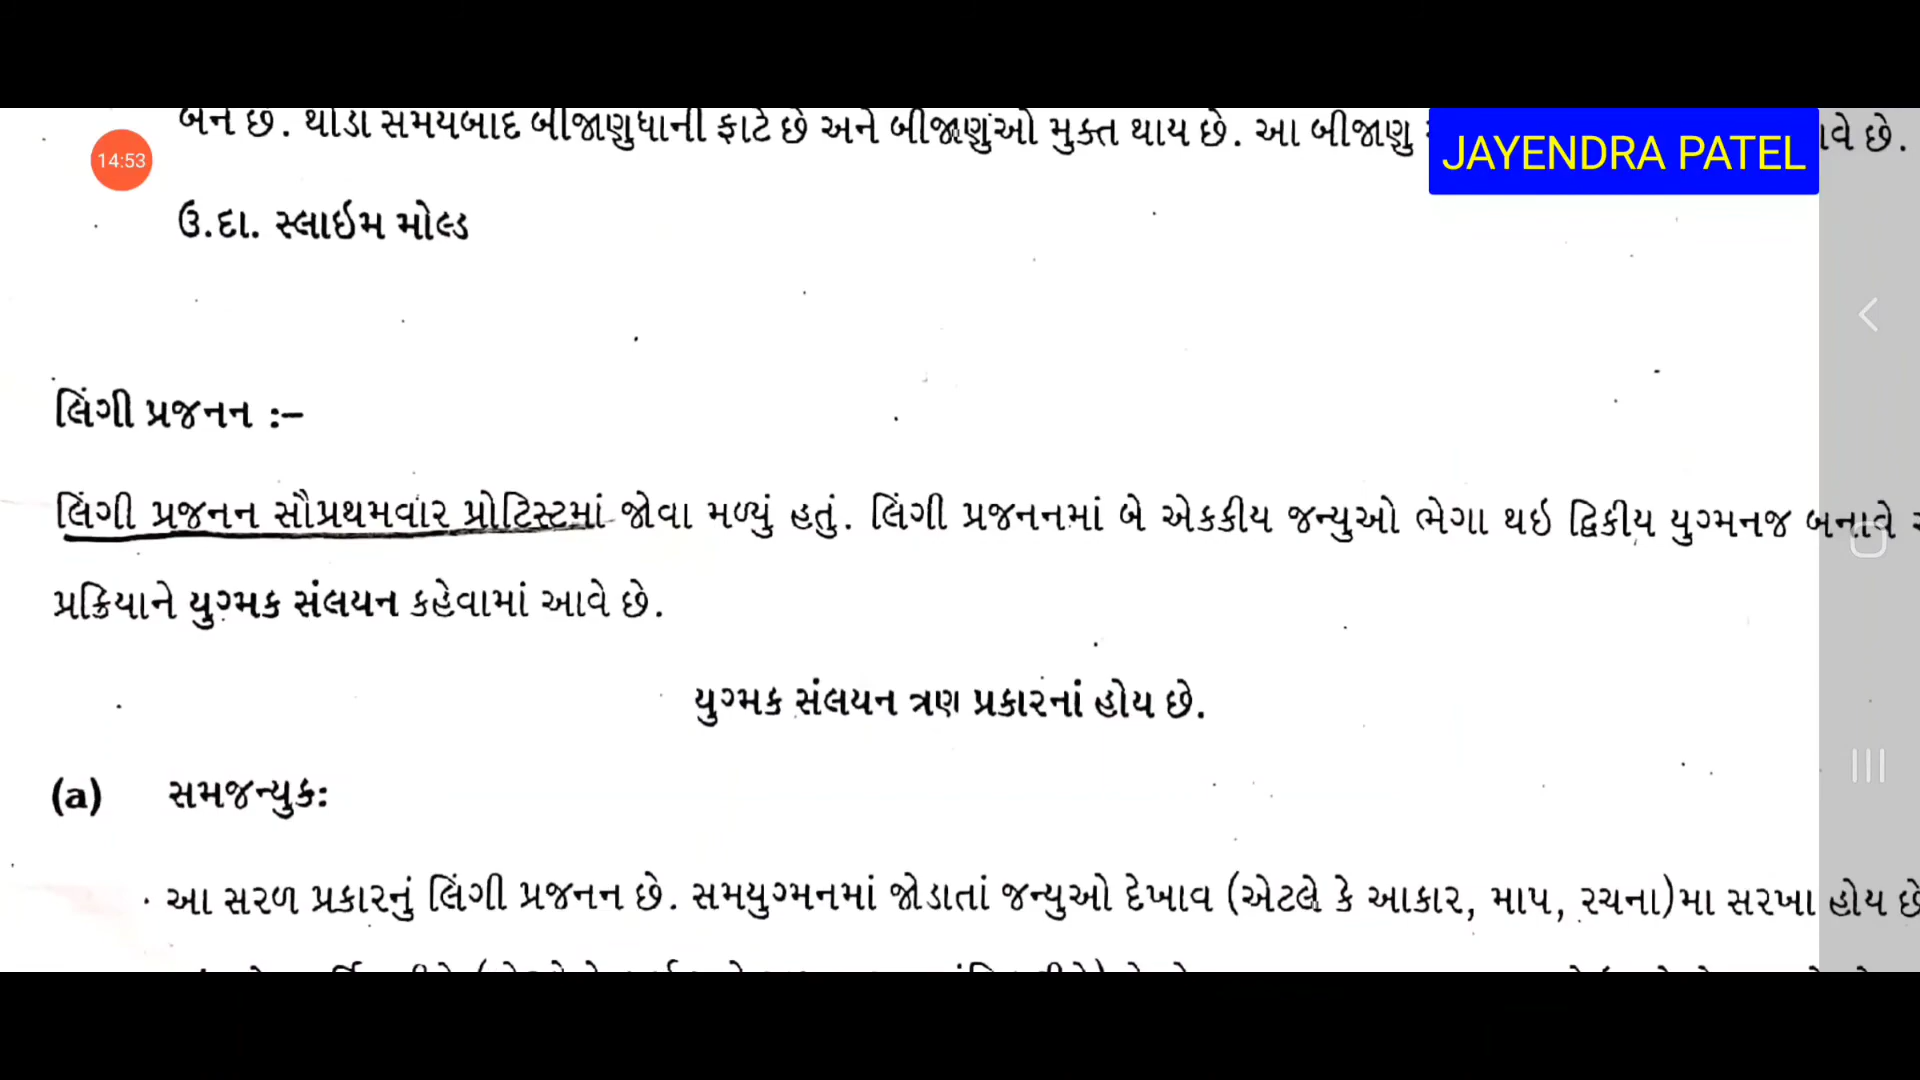 બને છે. થોડા સમયબાદ બીજાણુધાની ફાટે છે અને બીજાણુંઓ મુક્ત થાય છે. આ બીજાણુ
JAYENDRA PATEL
છે.
14:53
ઉ.દા. સ્લાઇમ મોલ્ડ
લિંગી પ્રજનન :–
લિંગી પ્રજનન સૌપ્રથમવાર પ્રોટિસ્ટમાં જોવા મળ્યું હતું. લિંગી પ્રજનનમાં બે એકકીય જન્યુઓ ભેગા થઇ દ્વિકીય યુગ્મનજ બનાવે
પ્રક્રિયાને યુગ્મક સંલયન કહેવામાં આવે છે.
યુગ્મક સંલયન ત્રણ પ્રકારનાં હોય છે.
(a) સમજન્યુક:
· આ સરળ પ્રકારનું લિંગી પ્રજનન છે. સમયુગ્મનમાં જોડાતાં જન્યુઓ દેખાવ (એટલે કે આકાર, માપ, રચના)મા સરખા હોય છે